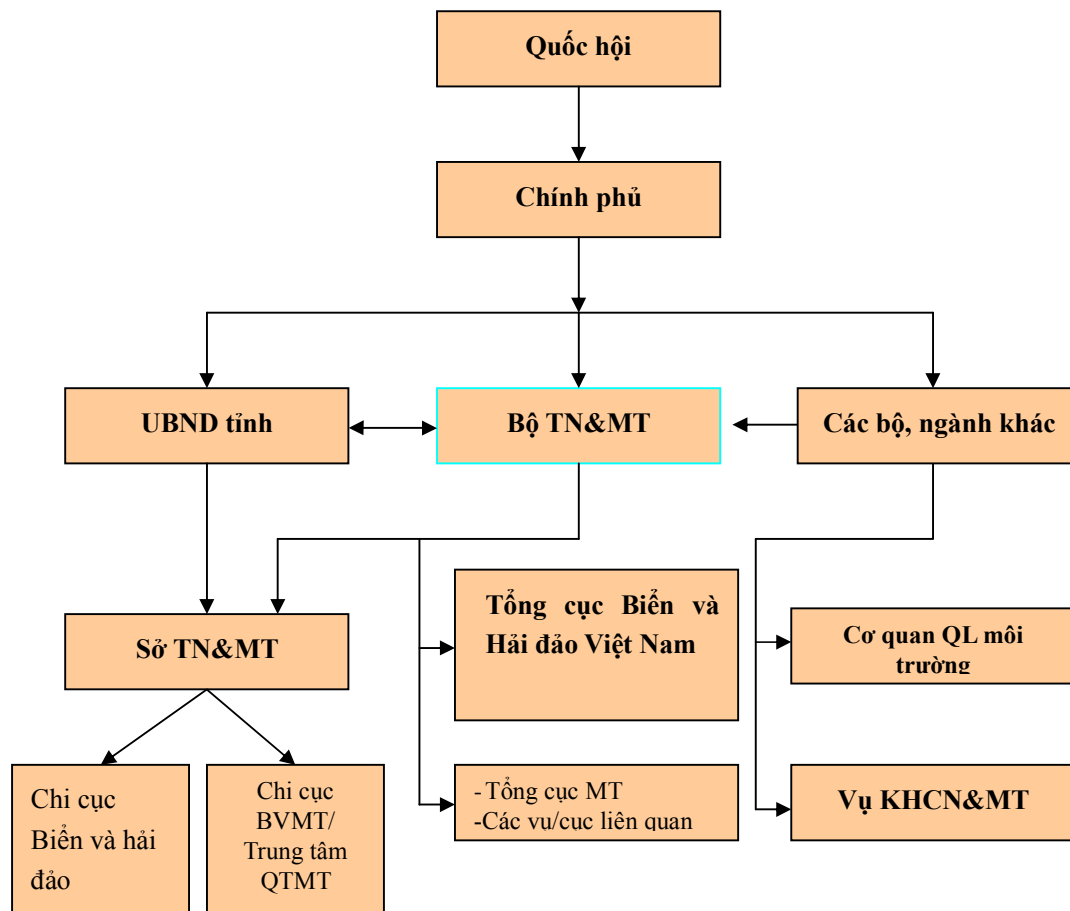 Quốc hội
Chính phủ
UBND tỉnh
Bộ TN&MT
Các bộ, ngành khác
Sở TN&MT
Tổng cục Biển và
Hải đảo Việt Nam
Cơ quan QL môi
trường
Chi cục
Biển và hải
đảo
Chi cục
BVMT/
Trung tâm
QTMT
- Tổng cục MT
-Các vụ/cục liên quan
Vụ KHCN&MT